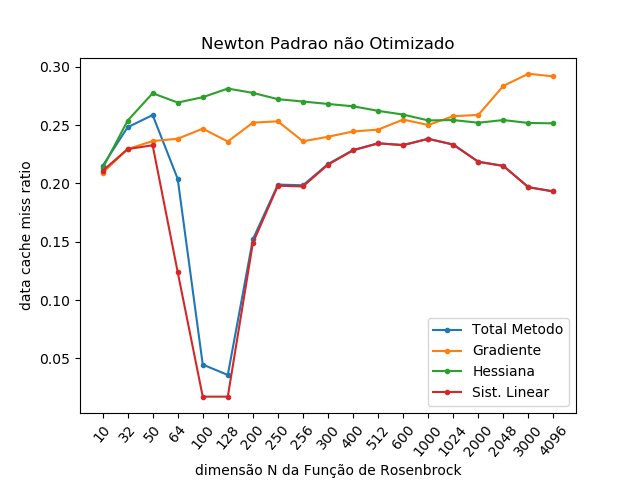 Newton Padrao não Otimizado
data cache miss ratio
0.30
0.25
0.20
0.15
0.10
0.05
Total Metodo
Gradiente
Hessiana
Sist. Linear
10 32 50 64 100 128 200 250 256 300 400 512 600 1000 1024 2000 2048 3000 4096
dimensão N da Função de Rosenbrock